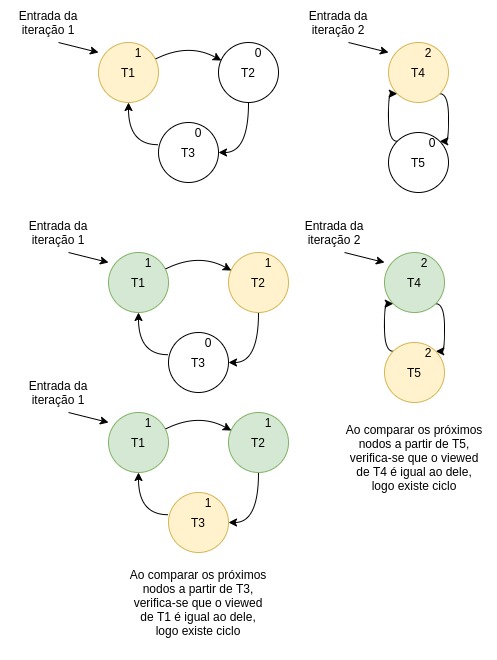 Entrada da
iteração 1
1
T1
0
T2
0
T3
Entrada da
iteração 2
2
T4
0
T5
Entrada da
iteração 1
1
T1
1
T2
0
T3
Entrada da
iteração 2
2
T4
2
T5
Entrada da
iteração 1
1
T1
1
T2
1
T3
Ao comparar os próximos
nodos a partir de T5,
verifica-se que o viewed
de T4 é igual ao dele,
logo existe ciclo
Ao comparar os próximos
nodos a partir de T3,
verifica-se que o viewed
de T1 é igual ao dele,
logo existe ciclo